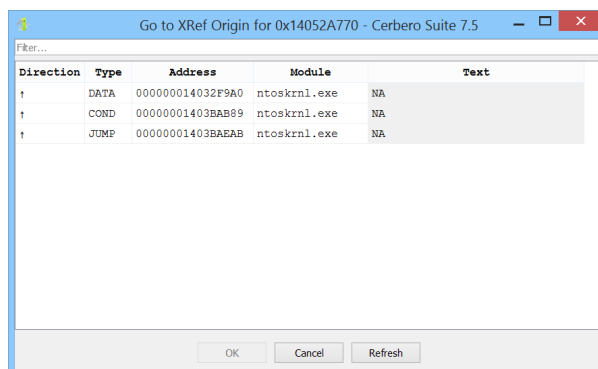 Go to XRef Origin for 0x14052A770 - Cerbero Suite 7.5
Filter...
Direction Type Address Module Text
↑ DATA 000000014032F9A0 ntoskrnl.exe NA
↑ COND 00000001403BAB89 ntoskrnl.exe NA
↑ JUMP 00000001403BAEAB ntoskrnl.exe NA
OK Cancel Refresh